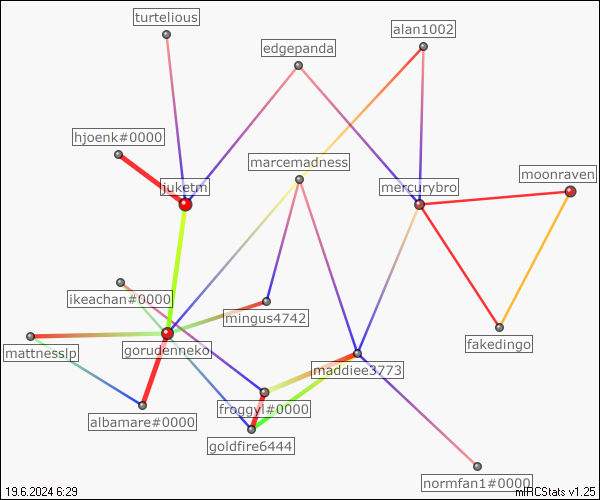 turtelious
alan1002
edgepanda
hjoenk#0000
marcemadness
moonraven
juketm
mercurybro
ikeachan#0000
mingus4742
gorudenneko
fakedingo
mattnesslp
maddiee3773
froggyl#0000
albamare#0000
goldfire6444
normfan1#0000
19.6.2024 6:29
mIRCStats v1.25